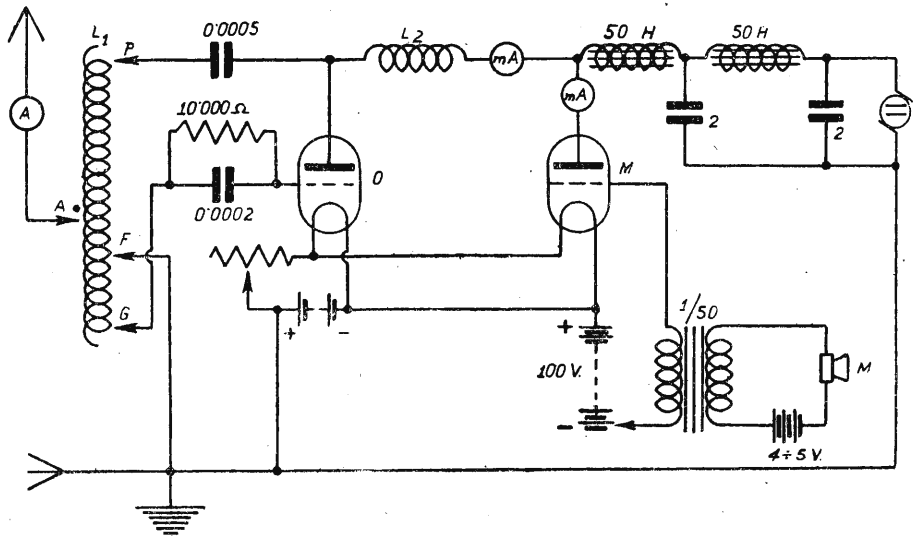 L1
P
0.0005
L2
mA
50 H
50 H
mA
A
10.000 Ω
2
2
O
M
A
0.0002
F
G
+ -
1/50
+
100 V.
-
M
4÷5 V.